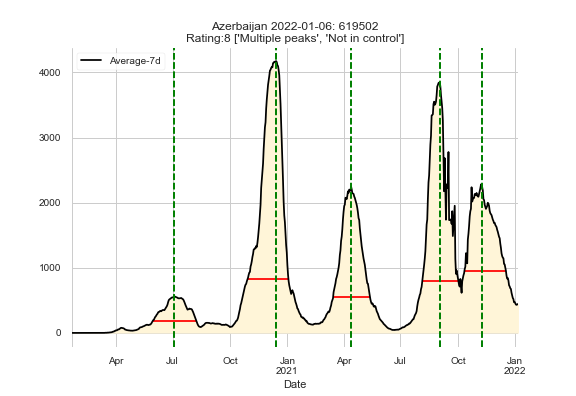 Azerbaijan 2022-01-06: 619502
Rating:8 ['Multiple peaks', 'Not in control']
Average-7d
4000
3000
2000
1000
0
Apr
Jul
Oct
Jan
2021
Apr
Jul
Oct
Jan
2022
Date